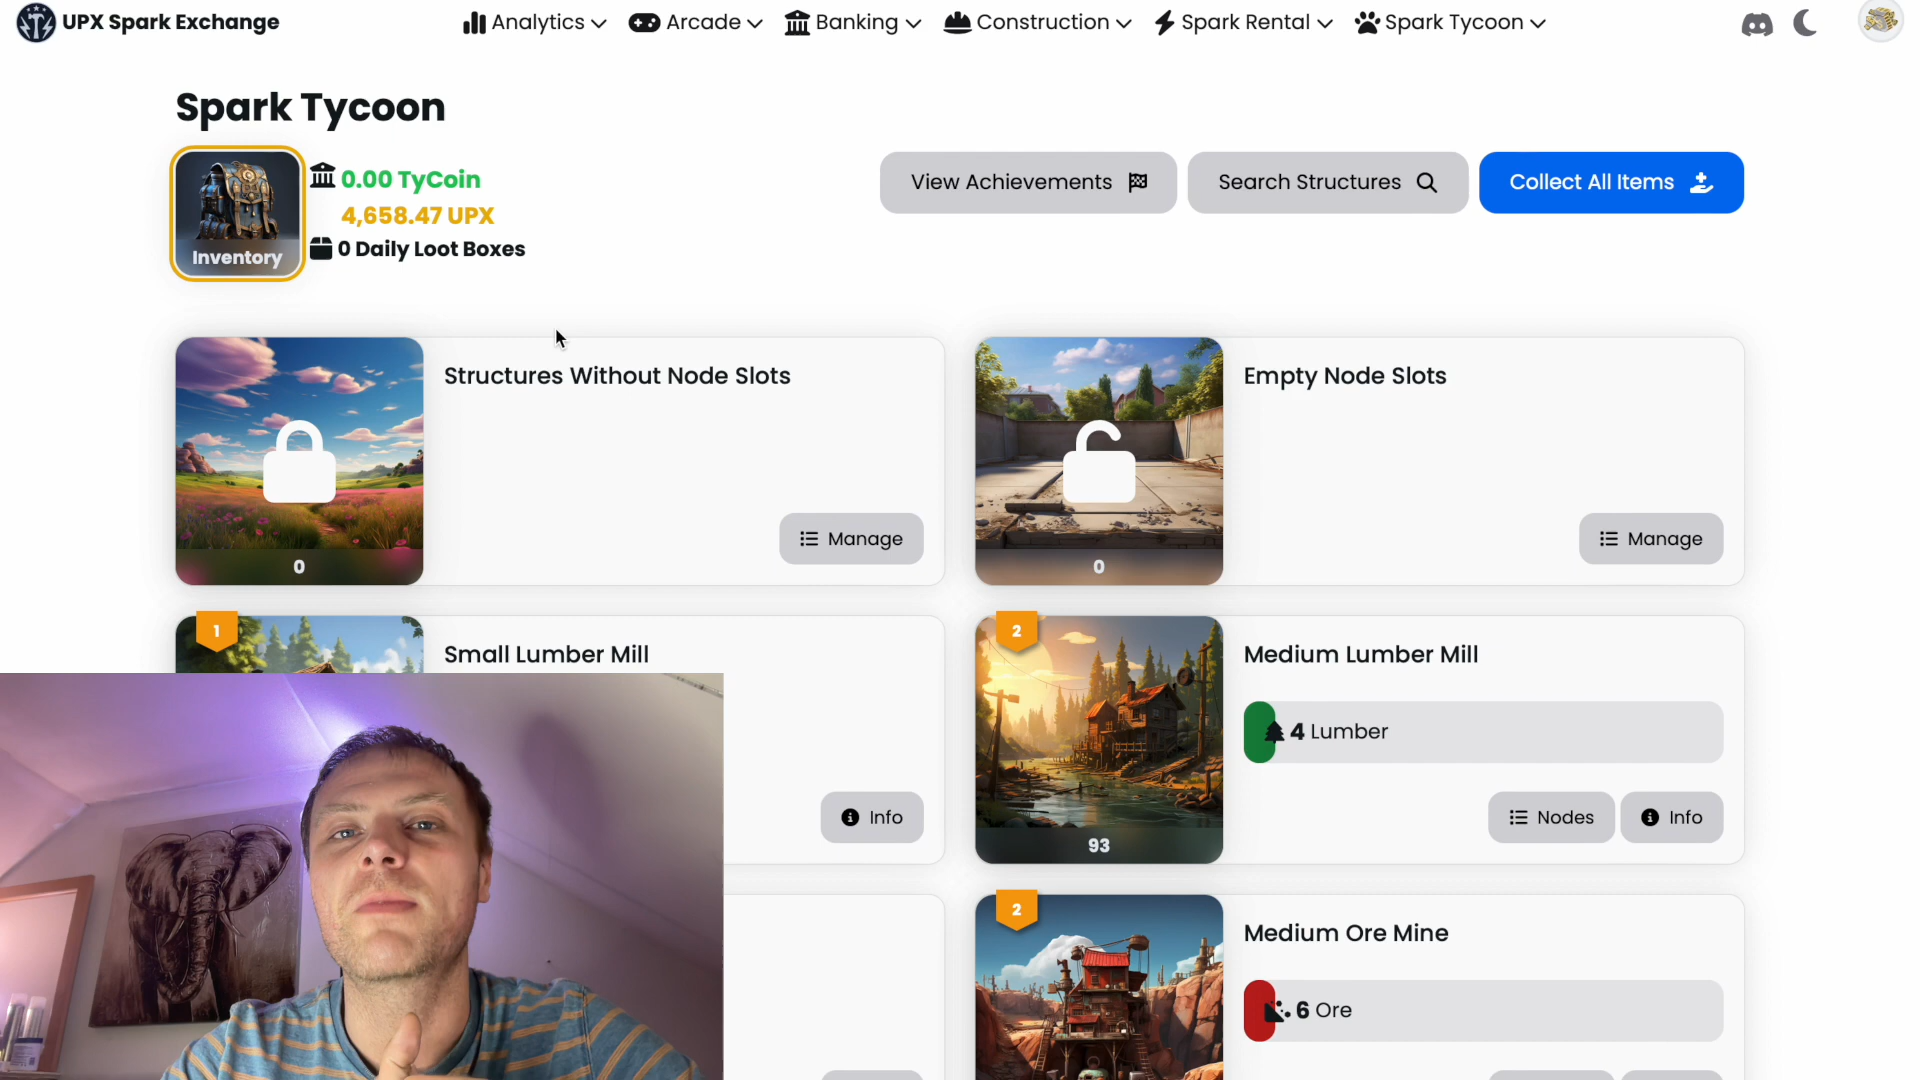 UPX Spark Exchange
Analytics
Arcade
Banking
Construction
Spark Rental
Spark Tycoon
Spark Tycoon
Inventory
0.00 TyCoin
4,658.47 UPX
0 Daily Loot Boxes
View Achievements
Search Structures
Collect All Items
Structures Without Node Slots
Manage
0
Empty Node Slots
Manage
0
1
Small Lumber Mill
Info
2
Medium Lumber Mill
4 Lumber
Nodes
Info
93
2
Medium Ore Mine
6 Ore